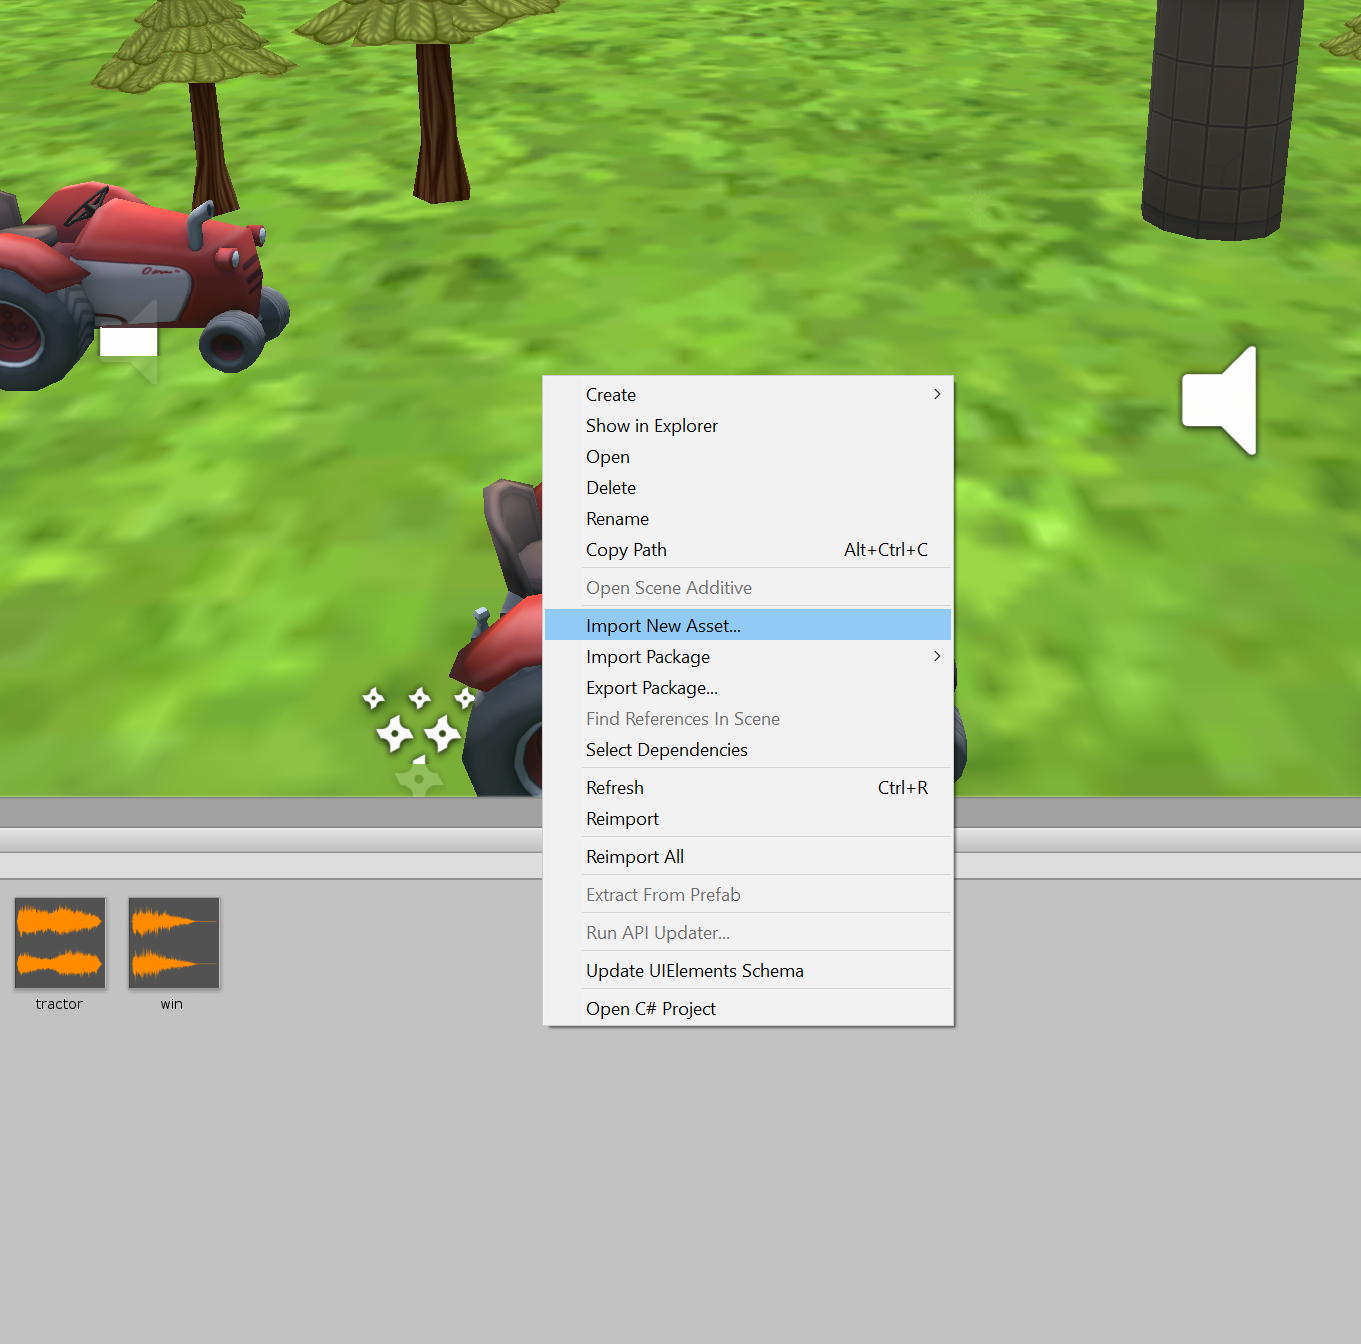 Create
Show in Explorer
Open
Delete
Rename
Copy Path Alt+Ctrl+C
Open Scene Additive
Import New Asset...
Import Package
Export Package...
Find References In Scene
Select Dependencies
Refresh Ctrl+R
Reimport
Reimport All
Extract From Prefab
Run API Updater...
Update UIElements Schema
Open C# Project
tractor
win